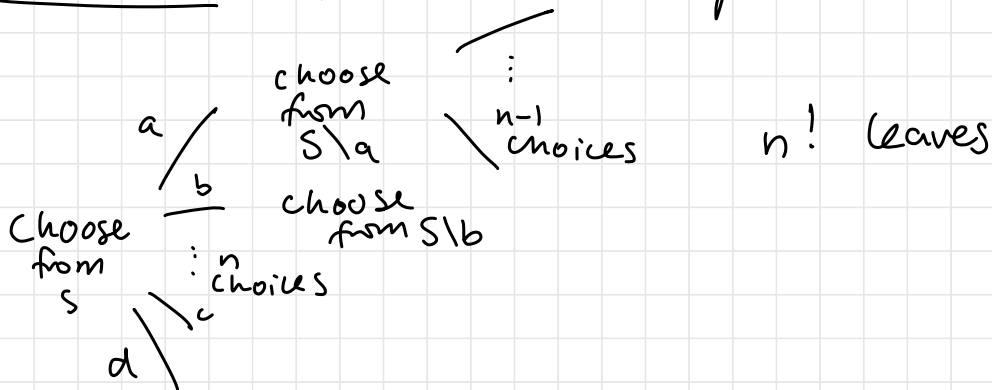 choose
from
S\a
a
⋮
n-1
choices
n! leaves
b
choose
from S\b
Choose
from
S
⋮ n
choices
c
d